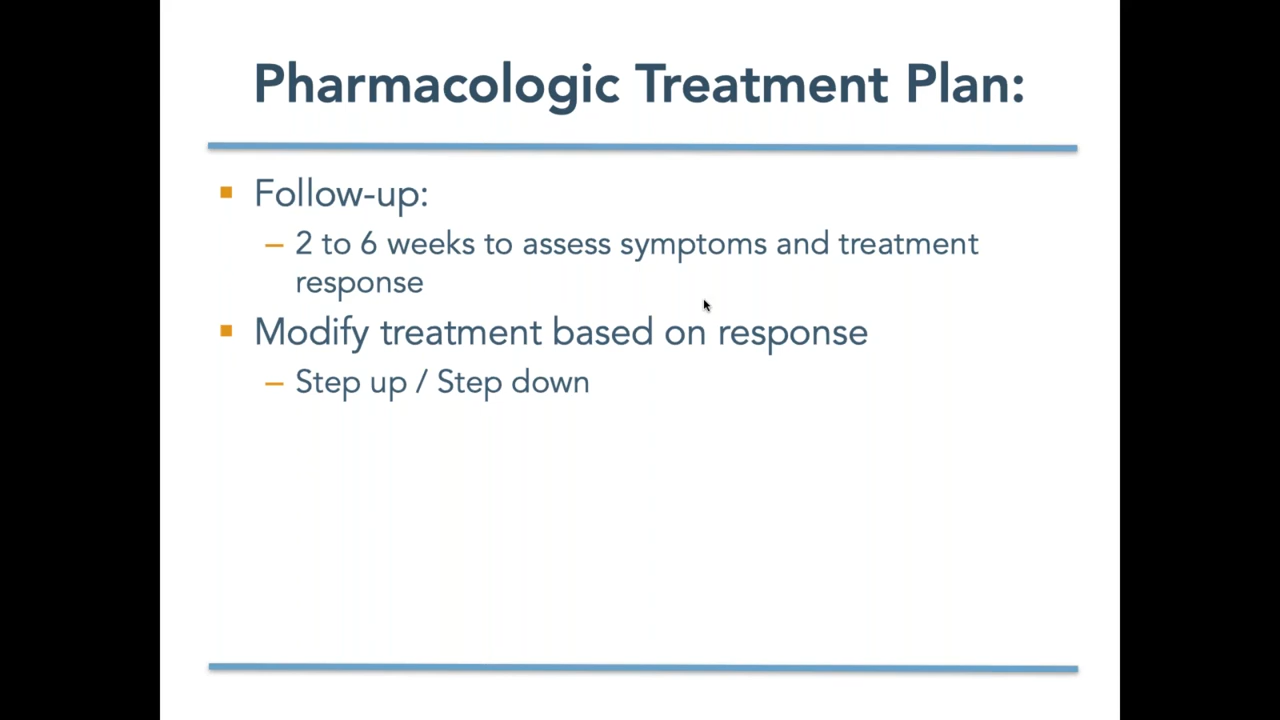 Pharmacologic Treatment Plan:
▪ Follow-up:
– 2 to 6 weeks to assess symptoms and treatment
response
▪ Modify treatment based on response
– Step up / Step down